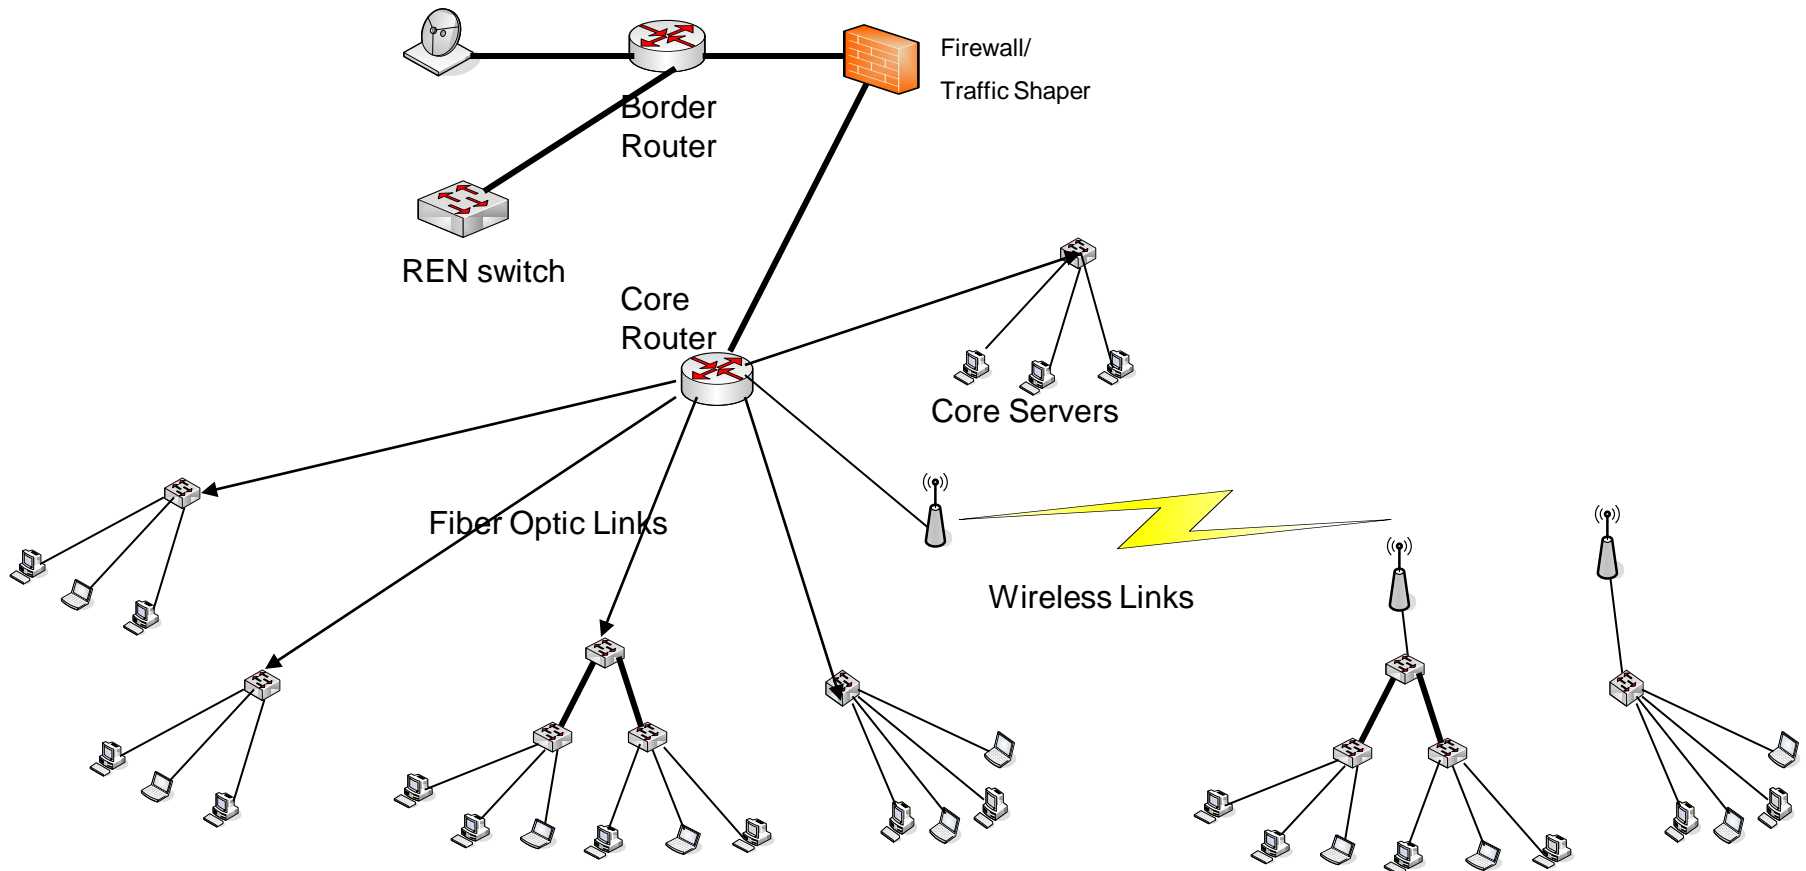 Firewall/
Traffic Shaper
Border
Router
REN switch
Core
Router
Core Servers
Fiber Optic Links
Wireless Links